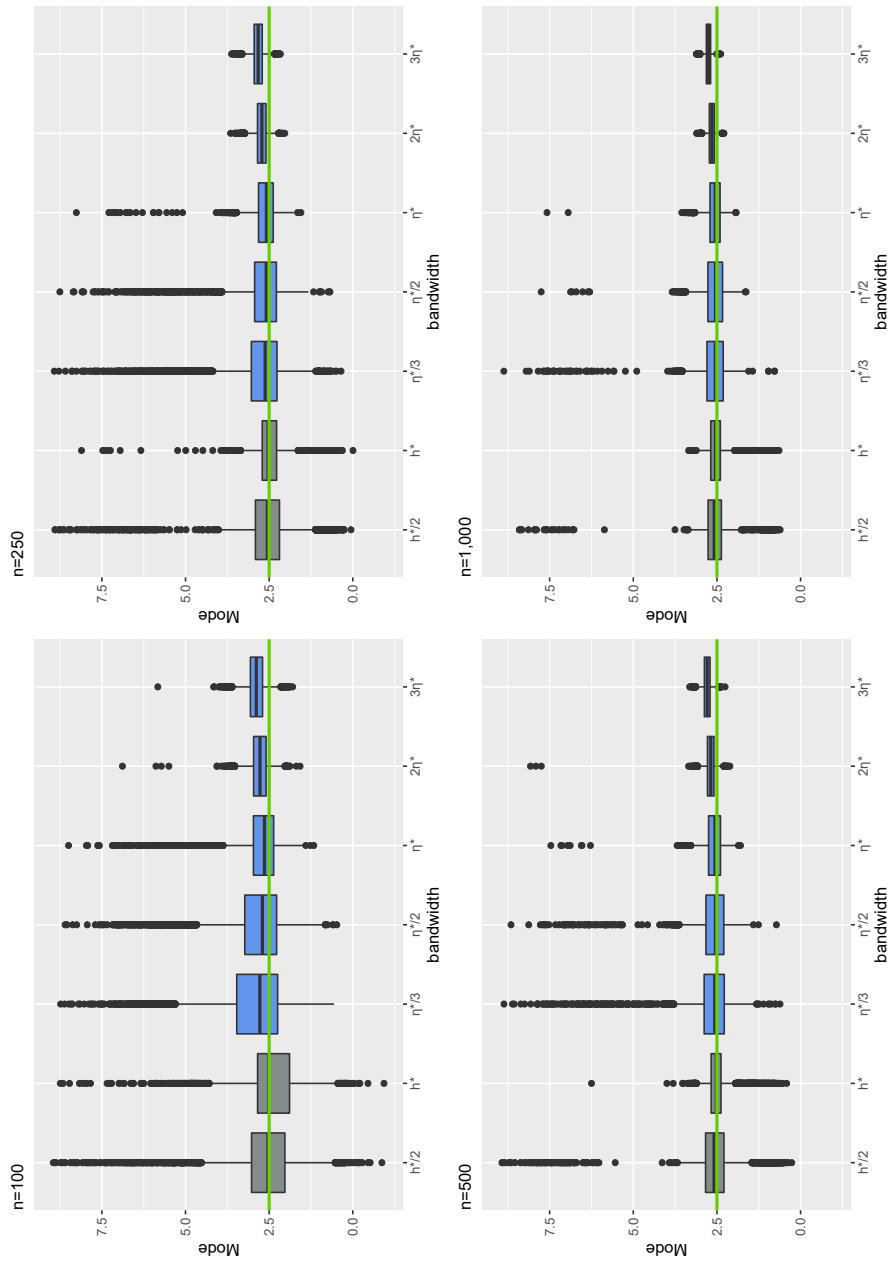 n=100
Mode
7.5
5.0
2.5
0.0
h*/2
h*
η*/3
η*/2
η*
2η*
3η*
bandwidth
n=250
Mode
7.5
5.0
2.5
0.0
h*/2
h*
η*/3
η*/2
η*
2η*
3η*
bandwidth
n=500
Mode
7.5
5.0
2.5
0.0
h*/2
h*
η*/3
η*/2
η*
2η*
3η*
bandwidth
n=1,000
Mode
7.5
5.0
2.5
0.0
h*/2
h*
η*/3
η*/2
η*
2η*
3η*
bandwidth